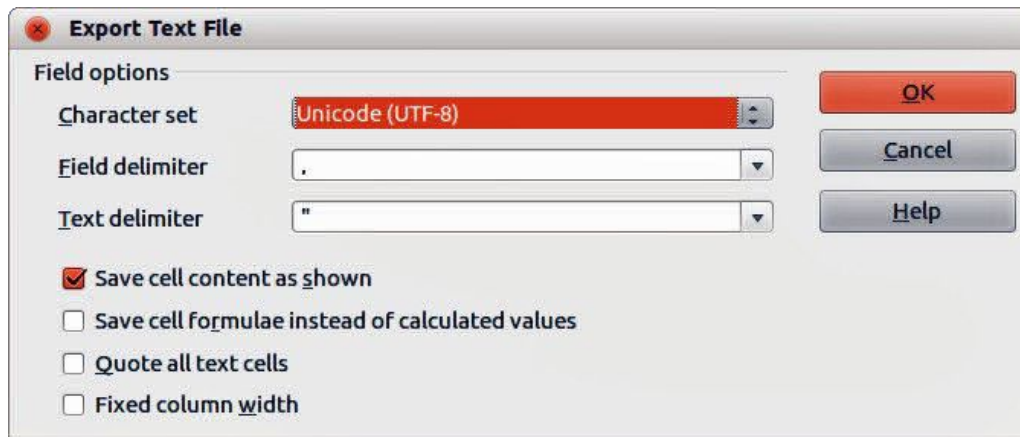 Export Text File
Field options
Character set
Unicode (UTF-8)
OK
Field delimiter
,
Cancel
Text delimiter
"
Help
Save cell content as shown
Save cell formulae instead of calculated values
Quote all text cells
Fixed column width